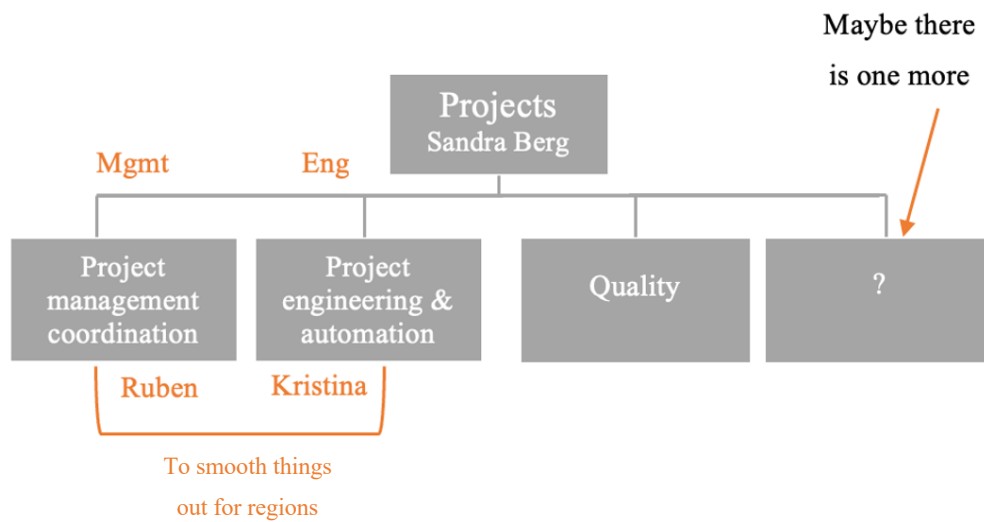 Maybe there
is one more
Projects
Sandra Berg
Mgmt
Eng
Project
management
coordination
Project
engineering &
automation
Quality
?
Ruben
Kristina
To smooth things
out for regions